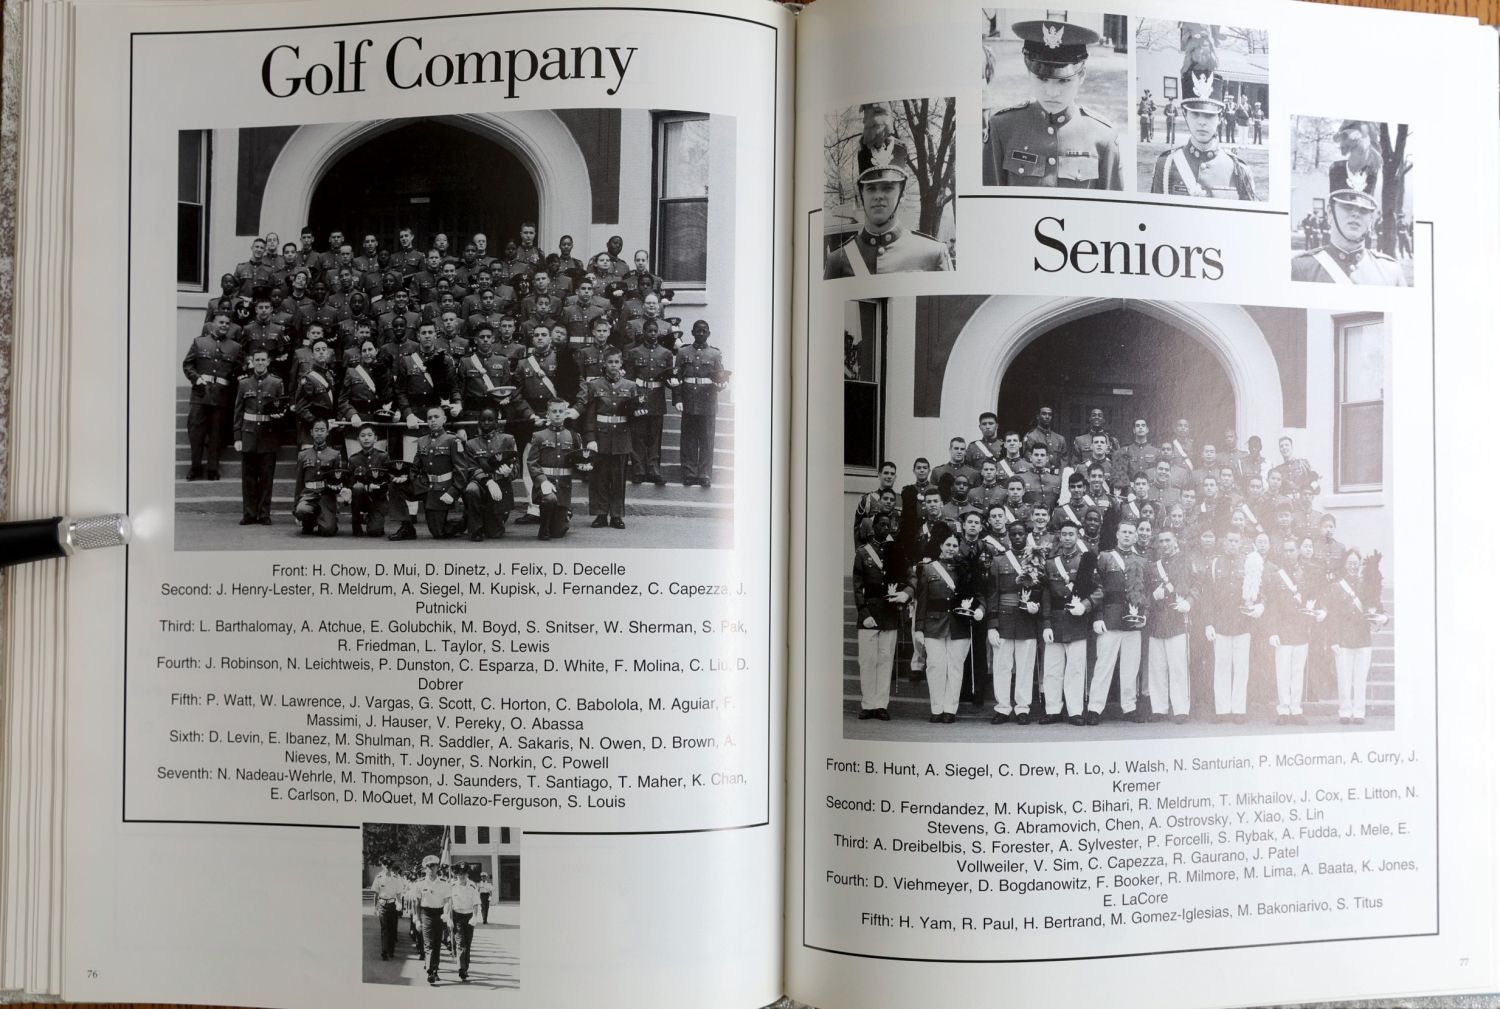 Golf Company
Front: H. Chow, D. Mui, D. Dinetz, J. Felix, D. Decelle
Second: J. Henry-Lester, R. Meldrum, A. Siegel, M. Kupisk, J. Fernandez, C. Capezza, J.
Putnicki
Third: L. Barthalomay, A. Atchue, E. Golubchik, M. Boyd, S. Snitser, W. Sherman, S. Pak,
R. Friedman, L. Taylor, S. Lewis
Fourth: J. Robinson, N. Leichtweis, P. Dunston, C. Esparza, D. White, F. Molina, C. Liu, D.
Dobrer
Fifth: P. Watt, W. Lawrence, J. Vargas, G. Scott, C. Horton, C. Babolola, M. Aguiar, F.
Massimi, J. Hauser, V. Pereky, O. Abassa
Sixth: D. Levin, E. Ibanez, M. Shulman, R. Saddler, A. Sakaris, N. Owen, D. Brown, A.
Nieves, M. Smith, T. Joyner, S. Norkin, C. Powell
Seventh: N. Nadeau-Wehrle, M. Thompson, J. Saunders, T. Santiago, T. Maher, K. Chan,
E. Carlson, D. MoQuet, M Collazo-Ferguson, S. Louis
76
Seniors
Front: B. Hunt, A. Siegel, C. Drew, R. Lo, J. Walsh, N. Santurian, P. McGorman, A. Curry, J.
Kremer
Second: D. Ferndandez, M. Kupisk, C. Bihari, R. Meldrum, T. Mikhailov, J. Cox, E. Litton, N.
Stevens, G. Abramovich, Chen, A. Ostrovsky, Y. Xiao, S. Lin
Third: A. Dreibelbis, S. Forester, A. Sylvester, P. Forcelli, S. Rybak, A. Fudda, J. Mele, E.
Vollweiler, V. Sim, C. Capezza, R. Gaurano, J. Patel
Fourth: D. Viehmeyer, D. Bogdanowitz, F. Booker, R. Milmore, M. Lima, A. Baata, K. Jones,
E. LaCore
Fifth: H. Yam, R. Paul, H. Bertrand, M. Gomez-Iglesias, M. Bakoniarivo, S. Titus
77